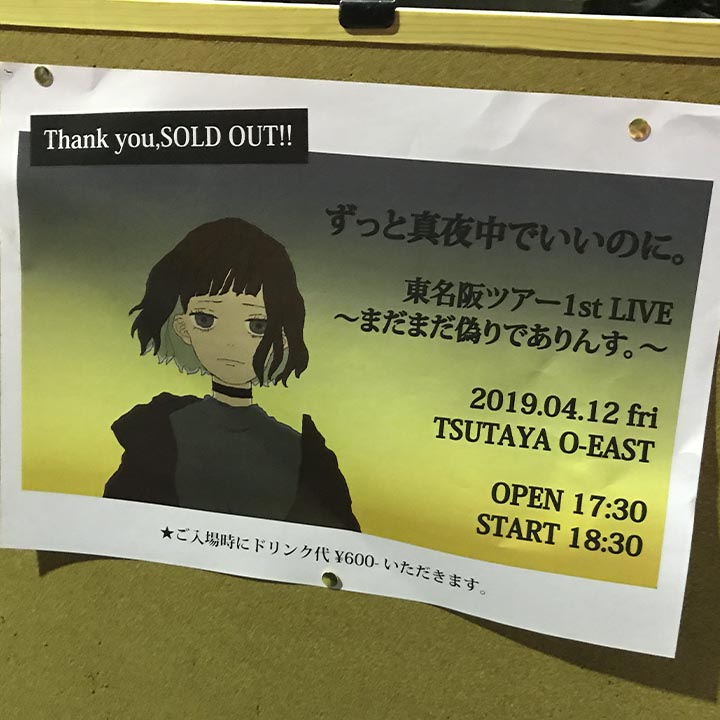 Thank you,SOLD OUT!!
ずっと真夜中でいいのに。
東名阪ツアー1st LIVE
～まだまだ偽りでありんす。～
2019.04.12 fri
TSUTAYA O-EAST
OPEN 17:30
START 18:30
★ご入場時にドリンク代 ¥600- いただきます。